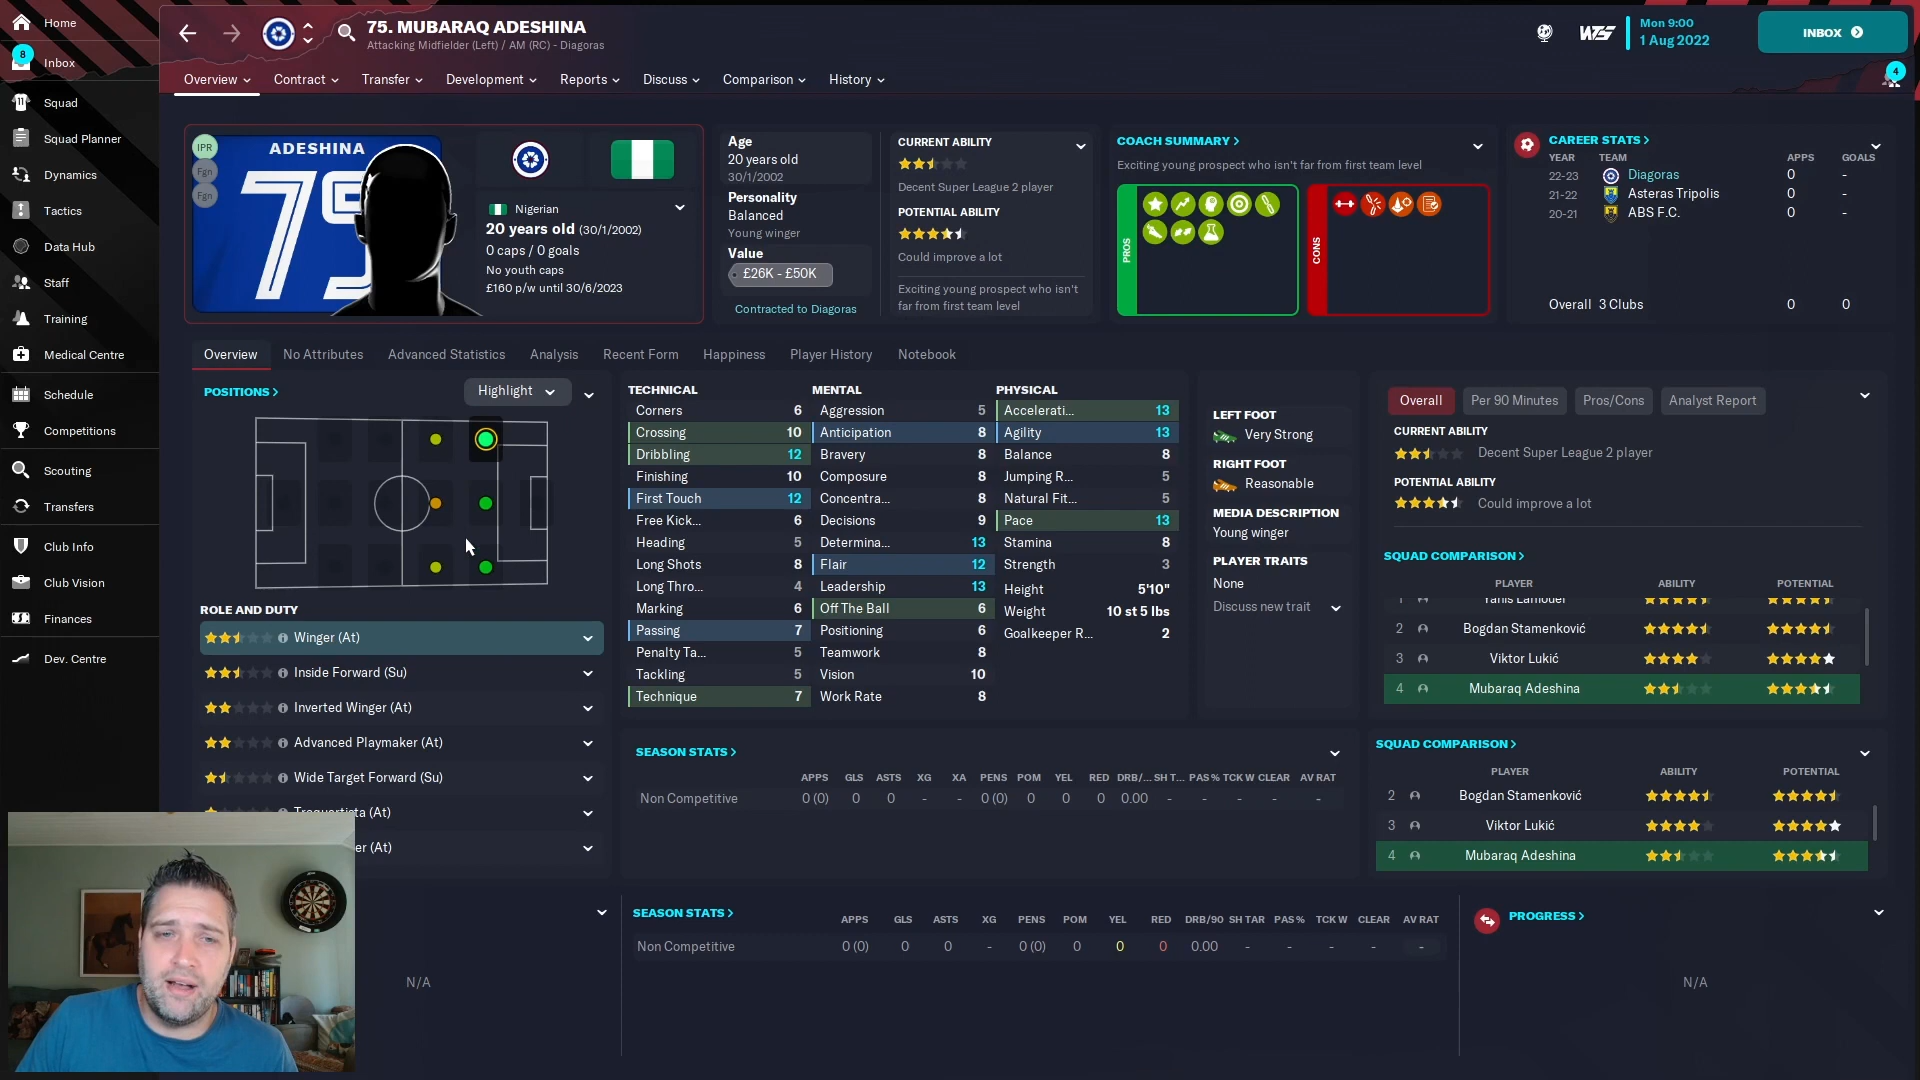 Home
8
Inbox
Squad
Squad Planner
Dynamics
Tactics
Data Hub
Staff
Training
Medical Centre
Schedule
Competitions
Scouting
Transfers
Club Info
Club Vision
Finances
Dev. Centre
75. MUBARAQ ADESHINA
Attacking Midfielder (Left) / AM (RC) - Diagoras
Mon 9:00
1 Aug 2022
INBOX
4
Overview Contract Transfer Development Reports Discuss Comparison History
IPR
Fgn
Fgn
ADESHINA
75
Nigerian
20 years old (30/1/2002)
0 caps / 0 goals
No youth caps
£160 p/w until 30/6/2023
Age
20 years old
30/1/2002
Personality
Balanced
Young winger
Value
£26K - £50K
Contracted to Diagoras
CURRENT ABILITY
Decent Super League 2 player
POTENTIAL ABILITY
Could improve a lot
Exciting young prospect who isn't
far from first team level
COACH SUMMARY >
Exciting young prospect who isn't far from first team level
PROS
CONS
CAREER STATS >
YEAR TEAM APPS GOALS
22-23 Diagoras 0 -
21-22 Asteras Tripolis 0 -
20-21 ABS F.C. 0 -
Overall 3 Clubs 0 0
Overview No Attributes Advanced Statistics Analysis Recent Form Happiness Player History Notebook
POSITIONS >
Highlight
ROLE AND DUTY
Winger (At)
Inside Forward (Su)
Inverted Winger (At)
Advanced Playmaker (At)
Wide Target Forward (Su)
(At)
er (At)
N/A
TECHNICAL
Corners 6
Crossing 10
Dribbling 12
Finishing 10
First Touch 12
Free Kick... 6
Heading 5
Long Shots 8
Long Thro... 4
Marking 6
Passing 7
Penalty Ta... 5
Tackling 5
Technique 7
MENTAL
Aggression 5
Anticipation 8
Bravery 8
Composure 8
Concentra... 8
Decisions 9
Determina... 13
Flair 12
Leadership 13
Off The Ball 6
Positioning 6
Teamwork 8
Vision 10
Work Rate 8
PHYSICAL
Accelerati... 13
Agility 13
Balance 8
Jumping R... 5
Natural Fit... 5
Pace 13
Stamina 8
Strength 3
Height 5'10"
Weight 10 st 5 lbs
Goalkeeper R... 2
LEFT FOOT
Very Strong
RIGHT FOOT
Reasonable
MEDIA DESCRIPTION
Young winger
PLAYER TRAITS
None
Discuss new trait
Overall Per 90 Minutes Pros/Cons Analyst Report
CURRENT ABILITY
Decent Super League 2 player
POTENTIAL ABILITY
Could improve a lot
SQUAD COMPARISON >
PLAYER ABILITY POTENTIAL
1 Yanis Lamouer
2 Bogdan Stamenković
3 Viktor Lukić
4 Mubaraq Adeshina
SEASON STATS >
APPS GLS ASTS XG XA PENS POM YEL RED DRB/... SH T... PAS % TCK W CLEAR AV RAT
Non Competitive 0 (0) 0 0 - - 0 (0) 0 0 0 0.00 - - - - -
SQUAD COMPARISON >
PLAYER ABILITY POTENTIAL
2 Bogdan Stamenković
3 Viktor Lukić
4 Mubaraq Adeshina
SEASON STATS >
APPS GLS ASTS XG PENS POM YEL RED DRB/90 SH TAR PAS % TCK W CLEAR AV RAT
Non Competitive 0 (0) 0 0 - 0 (0) 0 0 0 0.00 - - - - -
PROGRESS >
N/A